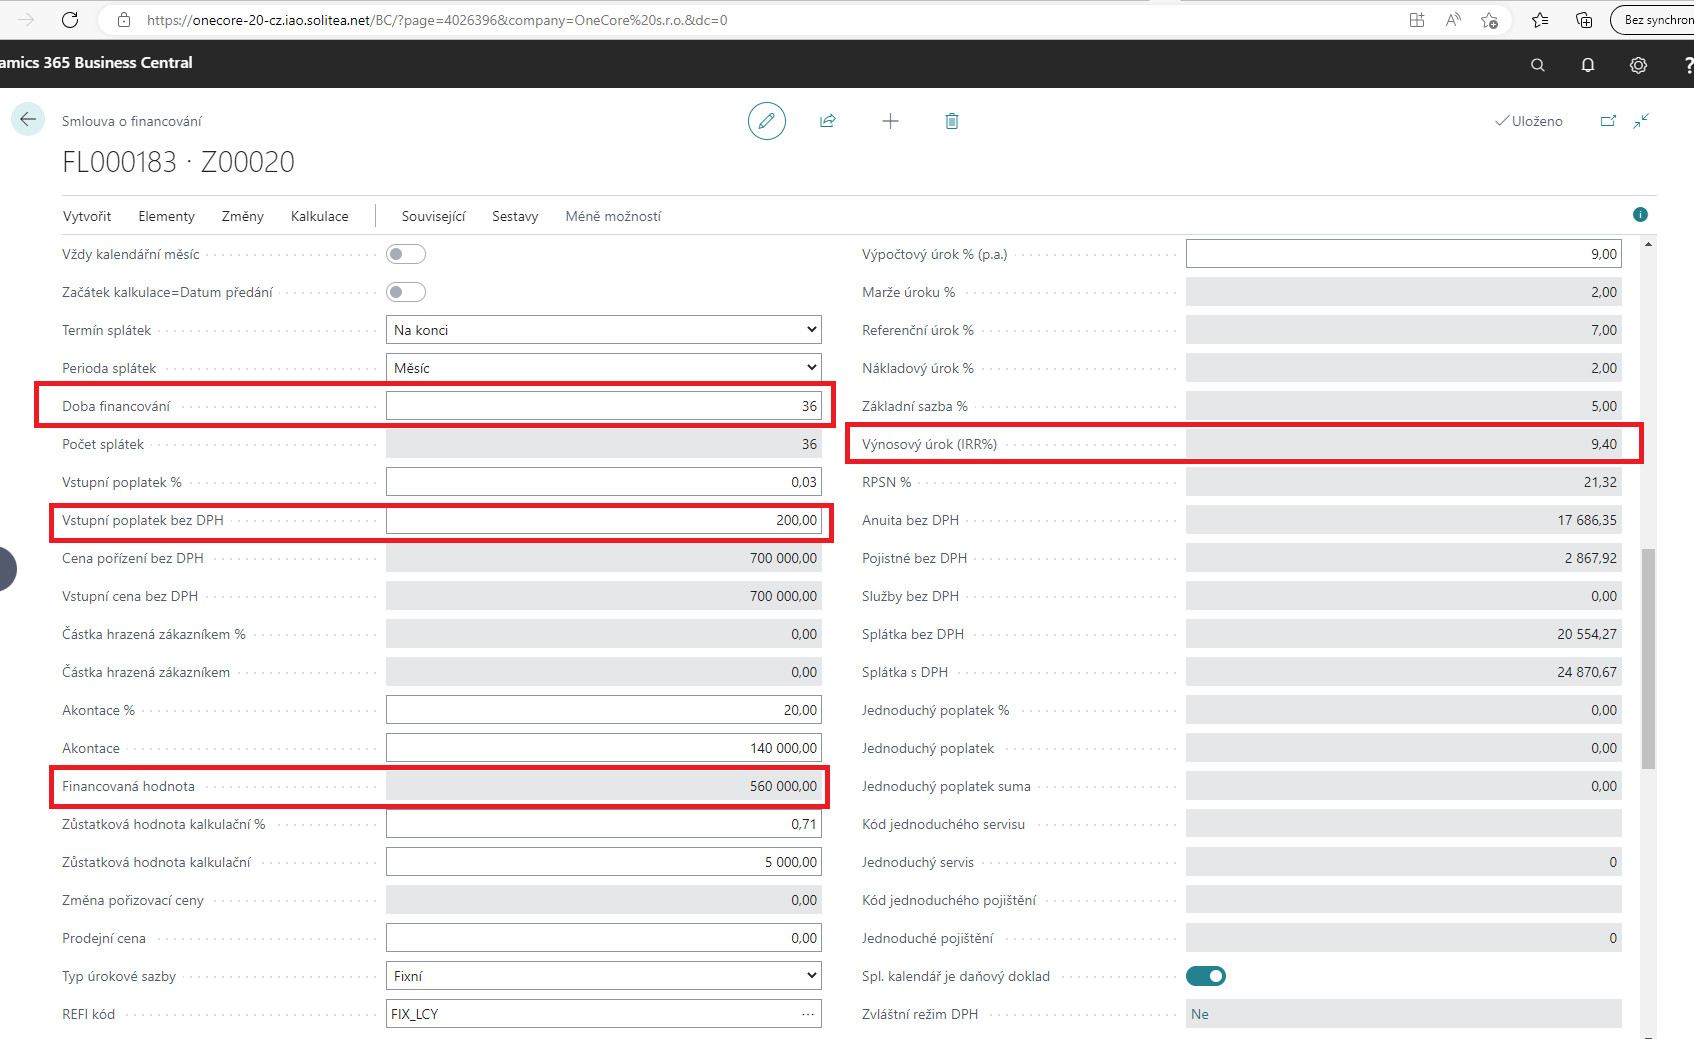 https://onecore-20-cz.iao.solitea.net/BC/?page=4026396&company=OneCore%20s.r.o.&dc=0
Bez synchron
amics 365 Business Central
Smlouva o financování
Uloženo
FL000183 · Z00020
Vytvořit Elementy Změny Kalkulace Související Sestavy Méně možností
Vždy kalendářní měsíc
Začátek kalkulace=Datum předání
Termín splátek Na konci
Perioda splátek Měsíc
Doba financování 36
Počet splátek 36
Vstupní poplatek % 0,03
Vstupní poplatek bez DPH 200,00
Cena pořízení bez DPH 700 000,00
Vstupní cena bez DPH 700 000,00
Částka hrazená zákazníkem % 0,00
Částka hrazená zákazníkem 0,00
Akontace % 20,00
Akontace 140 000,00
Financovaná hodnota 560 000,00
Zůstatková hodnota kalkulační % 0,71
Zůstatková hodnota kalkulační 5 000,00
Změna pořizovací ceny 0,00
Prodejní cena 0,00
Typ úrokové sazby Fixní
REFI kód FIX_LCY
Výpočtový úrok % (p.a.) 9,00
Marže úroku % 2,00
Referenční úrok % 7,00
Nákladový úrok % 2,00
Základní sazba % 5,00
Výnosový úrok (IRR%) 9,40
RPSN % 21,32
Anuita bez DPH 17 686,35
Pojistné bez DPH 2 867,92
Služby bez DPH 0,00
Splátka bez DPH 20 554,27
Splátka s DPH 24 870,67
Jednoduchý poplatek % 0,00
Jednoduchý poplatek 0,00
Jednoduchý poplatek suma 0,00
Kód jednoduchého servisu
Jednoduchý servis 0
Kód jednoduchého pojištění
Jednoduché pojištění 0
Spl. kalendář je daňový doklad
Zvláštní režim DPH Ne